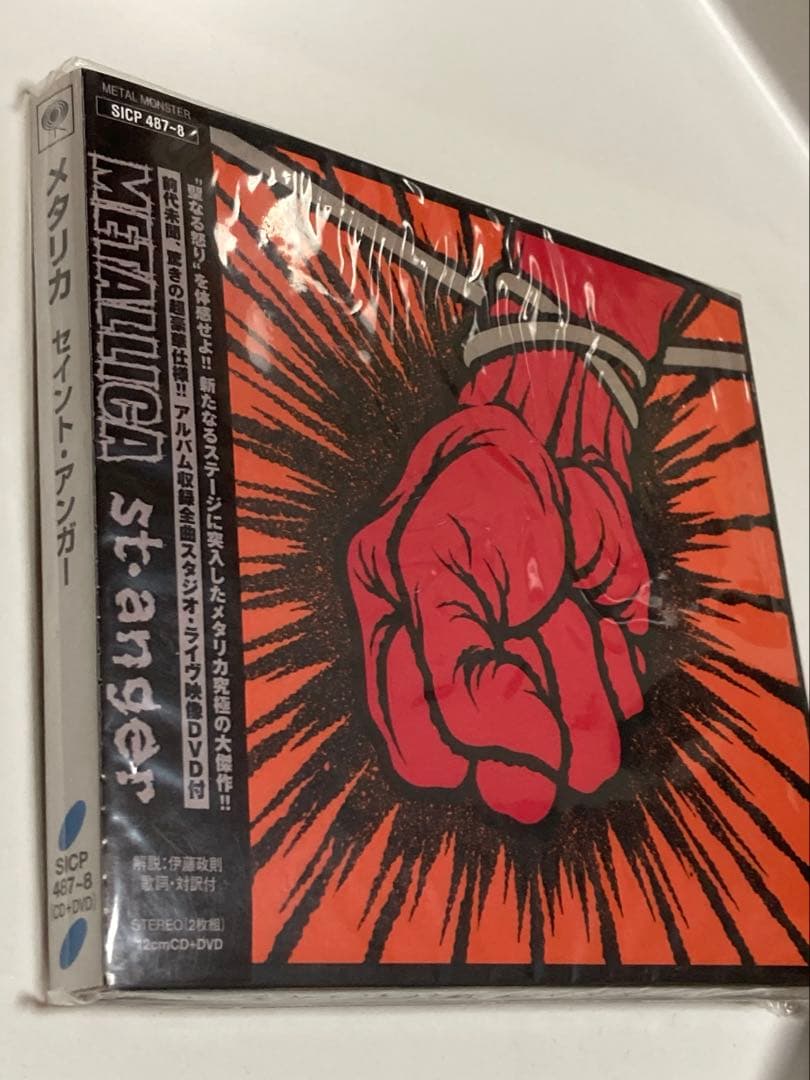 メタリカ セイント・アンガー
SICP
487~8
(CD+DVD)
METAL MONSTER
SICP 487~8
METALLICA st.anger
"聖なる怒り"を体感せよ!! 新たなるステージに突入したメタリカ究極の大傑作!!
前代未聞、驚きの超豪華仕様!! アルバム収録全曲スタジオ・ライヴ映像DVD付
解説:伊藤政則
歌詞・対訳付
STEREO[2枚組]
12cmCD+DVD